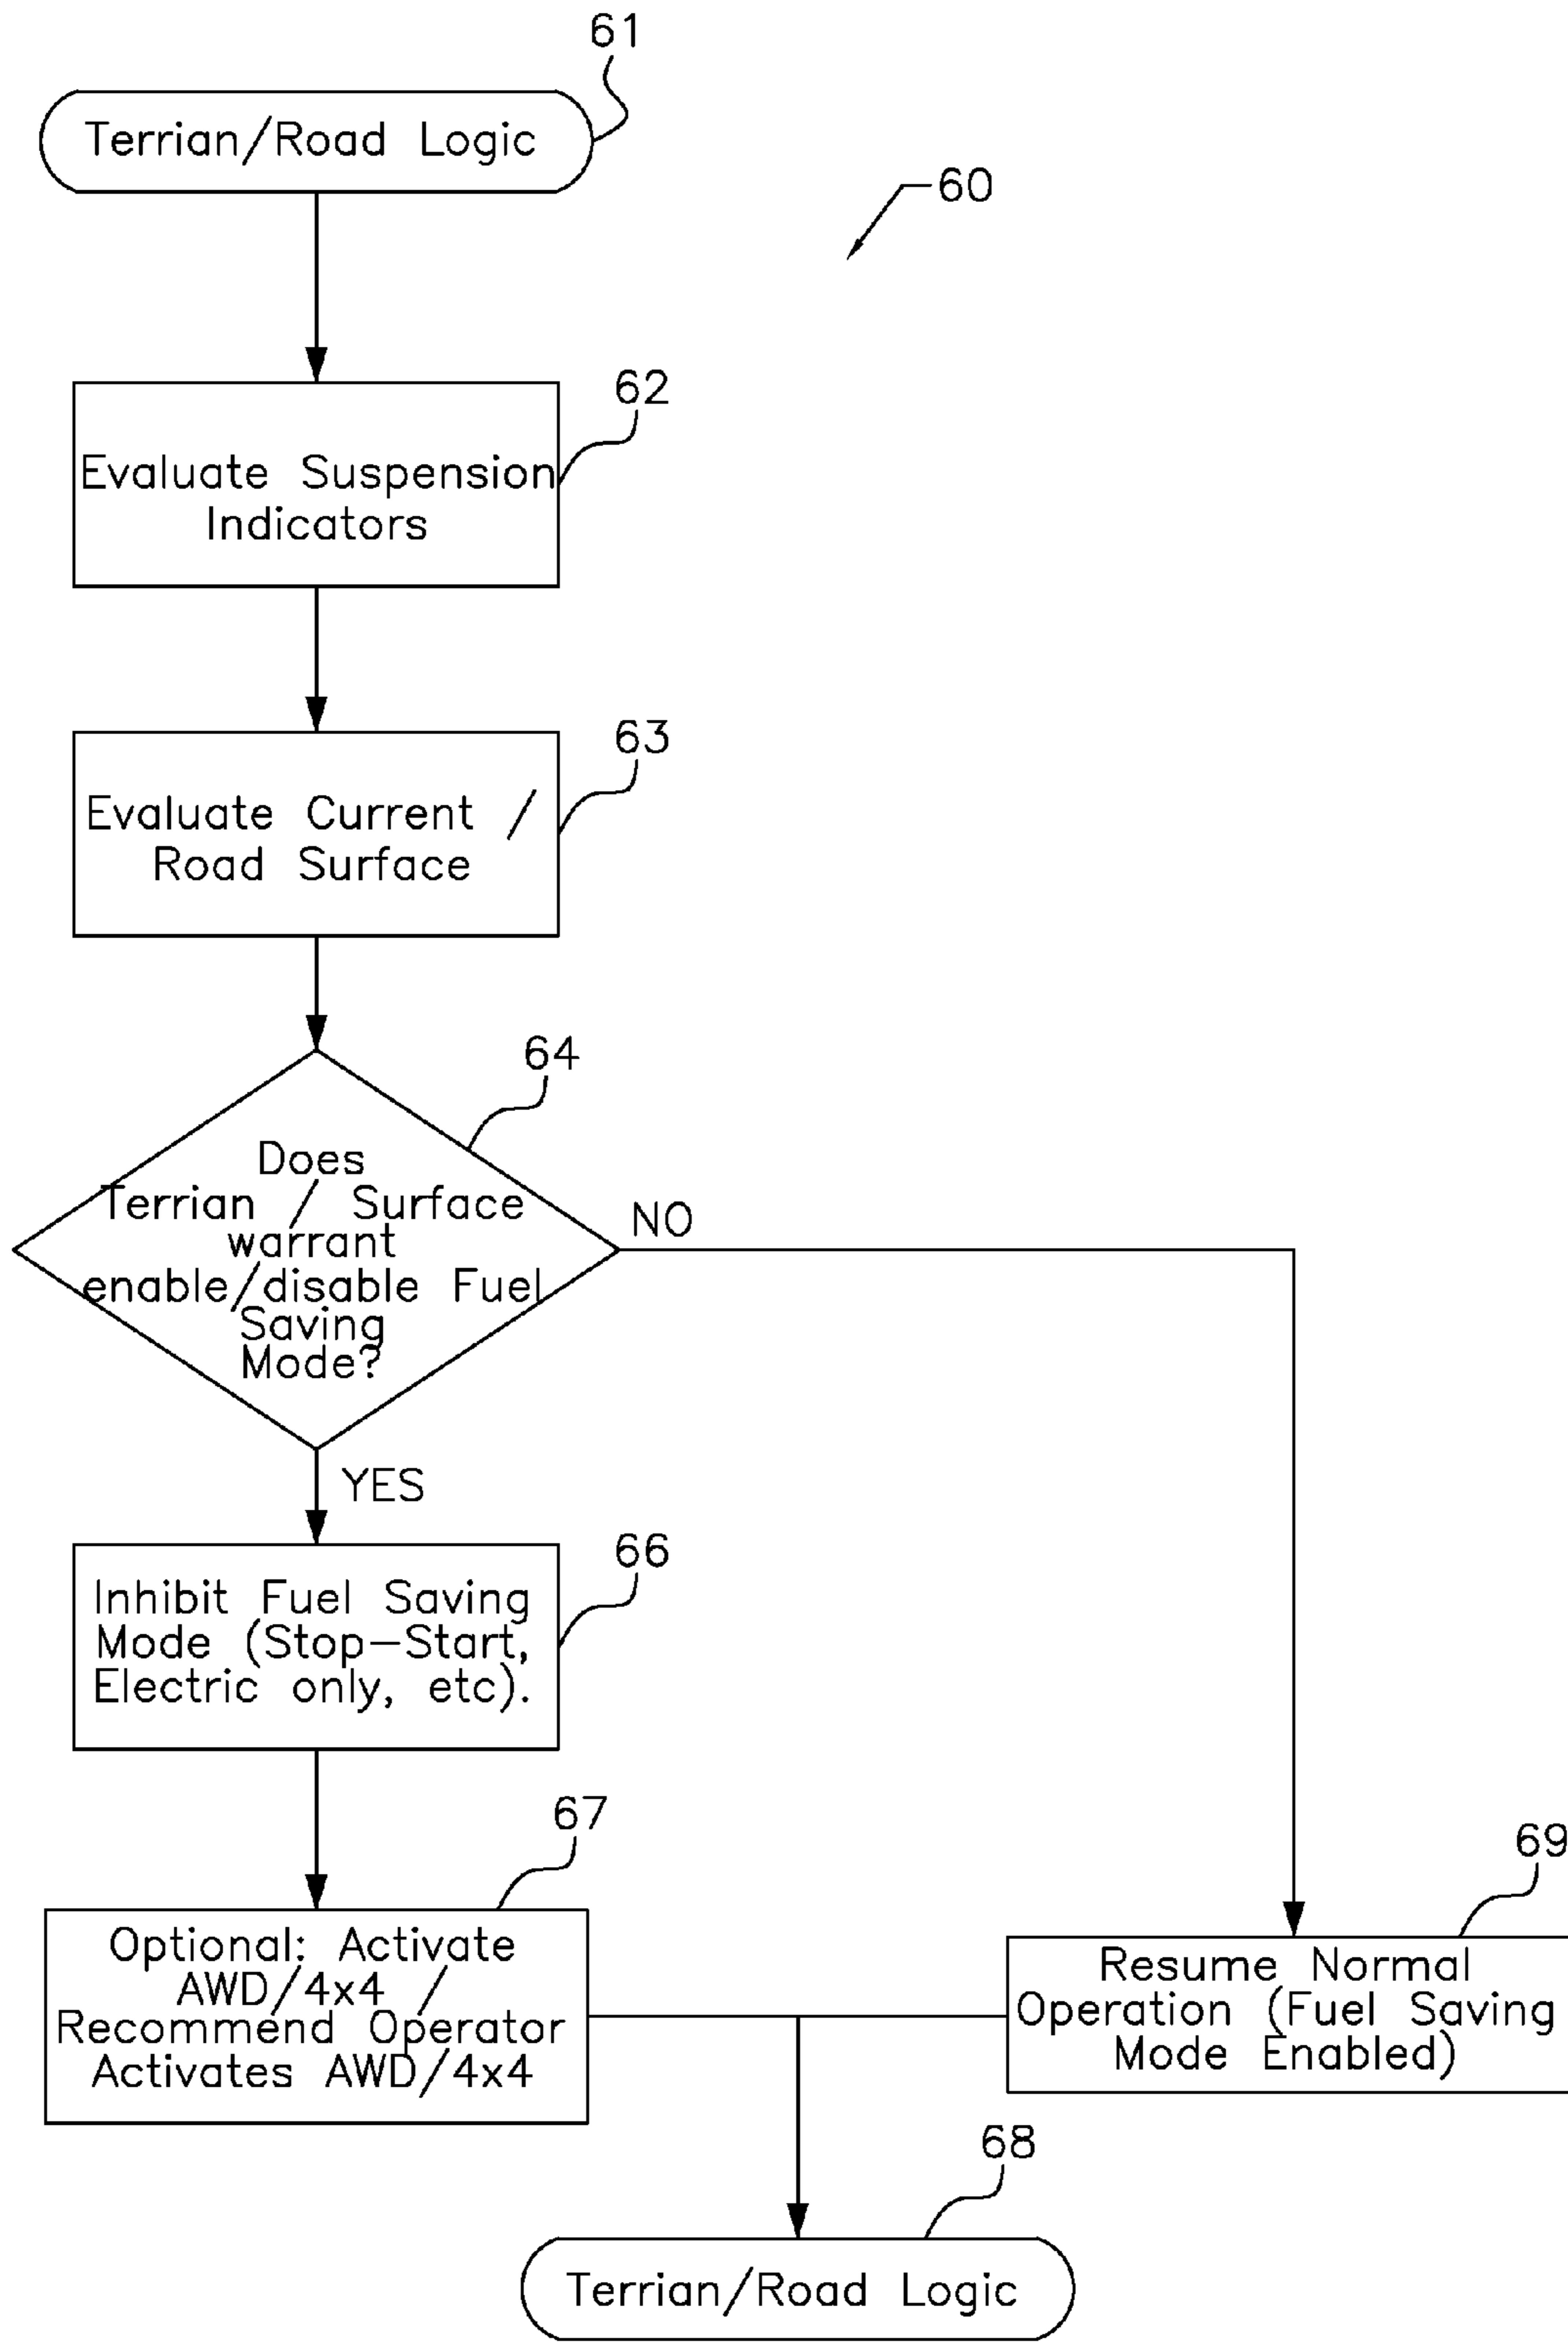 61
Terrian/Road Logic
60
62
Evaluate Suspension
Indicators
63
Evaluate Current /
Road Surface
64
Does
Terrian / Surface
warrant
enable/disable Fuel
Saving
Mode?
NO
YES
66
Inhibit Fuel Saving
Mode (Stop-Start,
Electric only, etc).
67
Optional: Activate
AWD/4x4 /
Recommend Operator
Activates AWD/4x4
69
Resume Normal
Operation (Fuel Saving
Mode Enabled)
68
Terrian/Road Logic